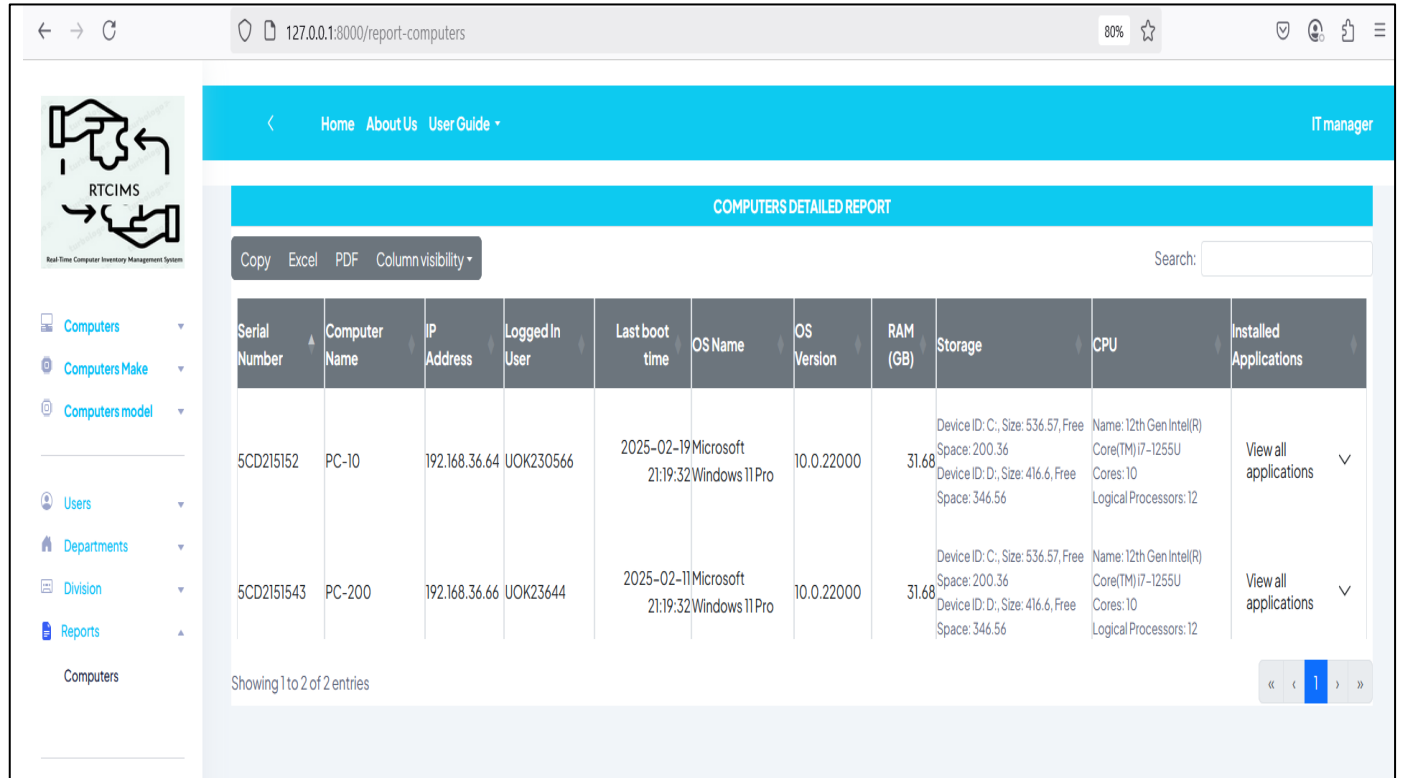 127.0.0.1:8000/report-computers
80%
RTCIMS
Real-Time Computer Inventory Management System
Computers
Computers Make
Computers model
Users
Departments
Division
Reports
Computers
Home About Us User Guide
IT manager
COMPUTERS DETAILED REPORT
Copy Excel PDF Column visibility
Search:
Serial Number Computer Name IP Address Logged In User Last boot time OS Name OS Version RAM (GB) Storage CPU Installed Applications
5CD215152 PC-10 192.168.36.64 UOK230566 2025-02-19 21:19:32 Microsoft Windows 11 Pro 10.0.22000 31.68
Device ID: C:, Size: 536.57, Free
Space: 200.36
Device ID: D:, Size: 416.6, Free
Space: 346.56
Name: 12th Gen Intel(R)
Core(TM) i7-1255U
Cores: 10
Logical Processors: 12
View all
applications
5CD2151543 PC-200 192.168.36.66 UOK23644 2025-02-11 21:19:32 Microsoft Windows 11 Pro 10.0.22000 31.68
Device ID: C:, Size: 536.57, Free
Space: 200.36
Device ID: D:, Size: 416.6, Free
Space: 346.56
Name: 12th Gen Intel(R)
Core(TM) i7-1255U
Cores: 10
Logical Processors: 12
View all
applications
Showing 1 to 2 of 2 entries
« ‹ 1 › »